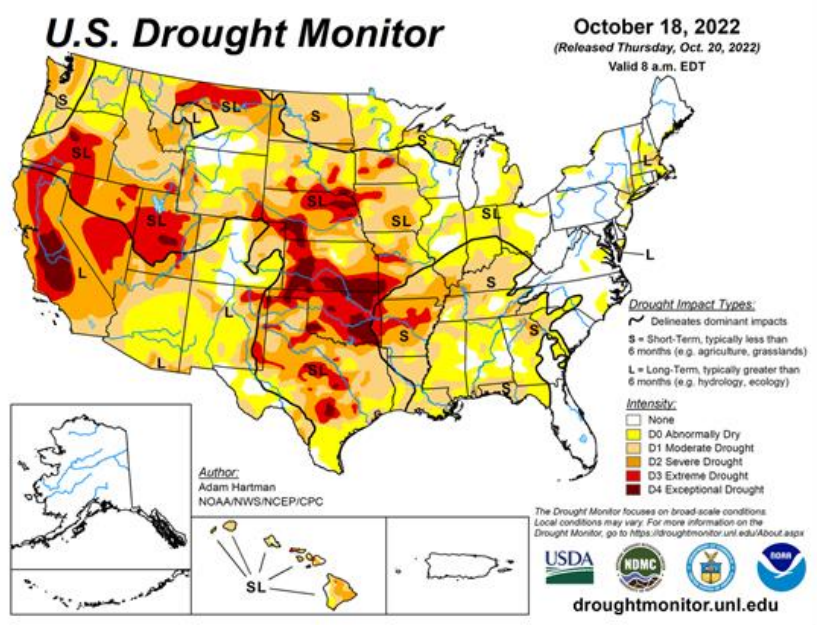 U.S. Drought Monitor
October 18, 2022
(Released Thursday, Oct. 20, 2022)
Valid 8 a.m. EDT
S
SL
L
S
S
SL
L
SL
SL
SL
SL
L
L
L
L
S
S
S
SL
S
Drought Impact Types:
Delineates dominant impacts
S = Short-Term, typically less than
6 months (e.g. agriculture, grasslands)
L = Long-Term, typically greater than
6 months (e.g. hydrology, ecology)
Intensity:
None
D0 Abnormally Dry
D1 Moderate Drought
D2 Severe Drought
D3 Extreme Drought
D4 Exceptional Drought
Author:
Adam Hartman
NOAA/NWS/NCEP/CPC
SL
The Drought Monitor focuses on broad-scale conditions.
Local conditions may vary. For more information on the
Drought Monitor, go to https://droughtmonitor.unl.edu/About.aspx
USDA
NDMC
NOAA
droughtmonitor.unl.edu